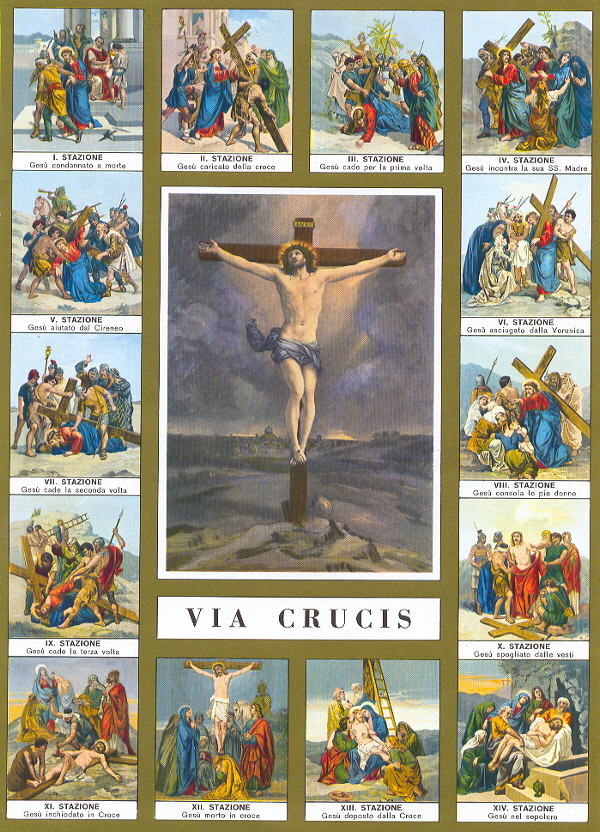 I. STAZIONE
Gesù condannato a morte
II. STAZIONE
Gesù caricato della croce
III. STAZIONE
Gesù cade per la prima volta
IV. STAZIONE
Gesù incontra la sua SS. Madre
V. STAZIONE
Gesù aiutato dal Cireneo
VI. STAZIONE
Gesù asciugato dalla Veronica
VII. STAZIONE
Gesù cade la seconda volta
VIII. STAZIONE
Gesù consola le pie donne
IX. STAZIONE
Gesù cade la terza volta
X. STAZIONE
Gesù spogliato dalle vesti
VIA CRUCIS
XI. STAZIONE
Gesù inchiodato in Croce
XII. STAZIONE
Gesù morto in croce
XIII. STAZIONE
Gesù deposto dalla Croce
XIV. STAZIONE
Gesù nel sepolcro